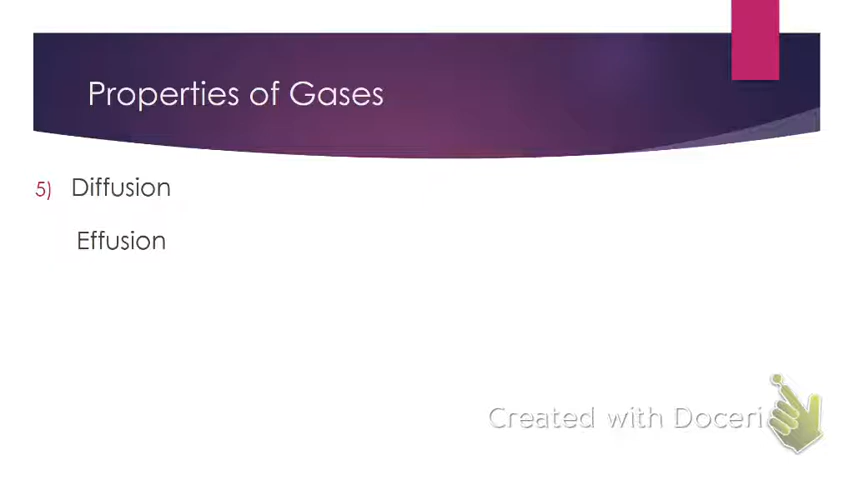 Properties of Gases
5) Diffusion
Effusion
Created with Doceri